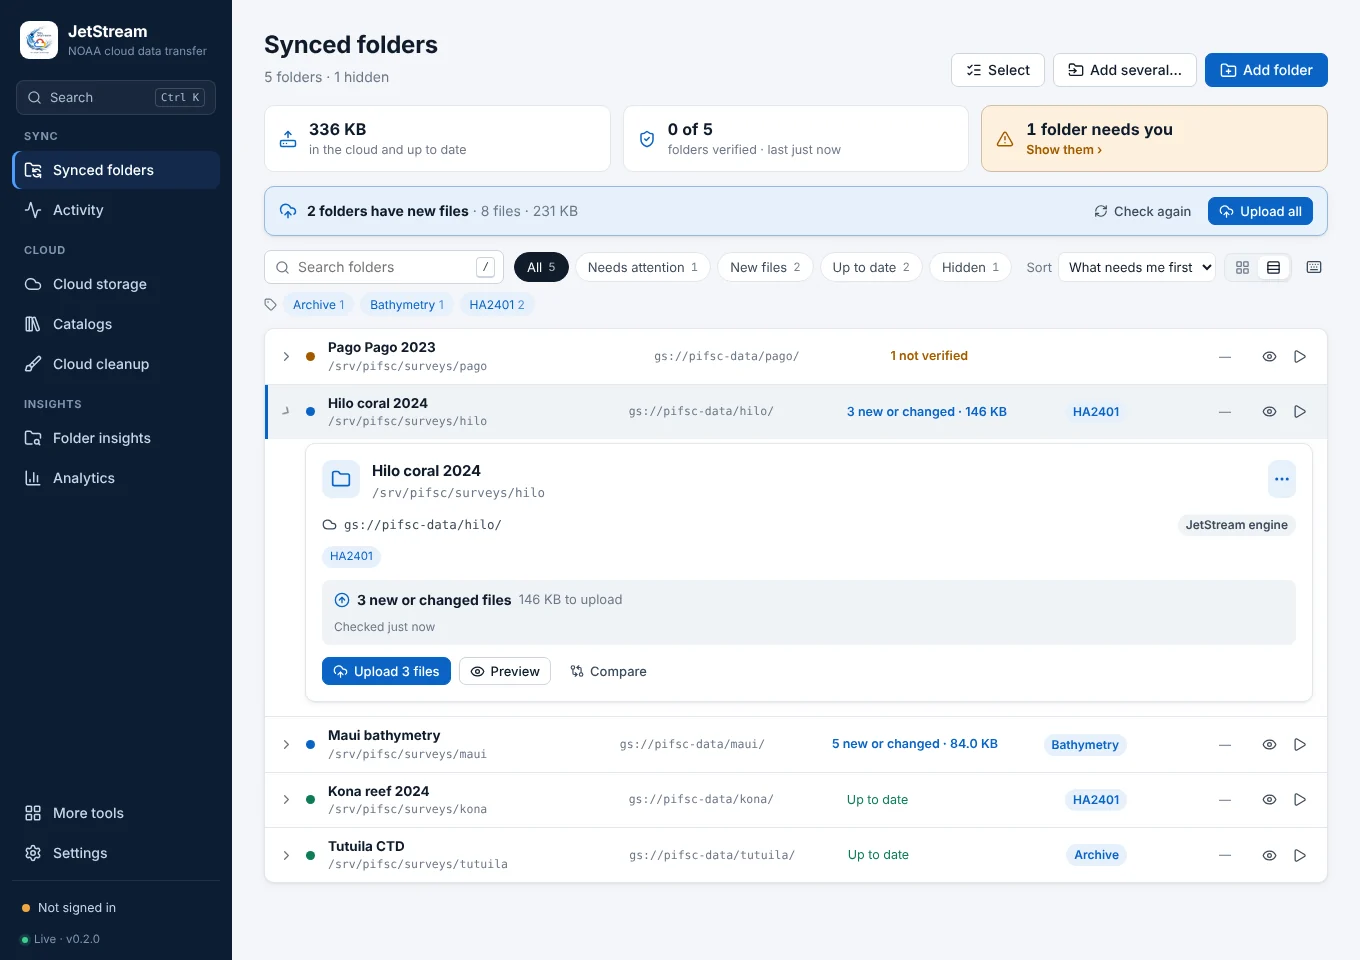 JetStream
NOAA cloud data transfer
Search Ctrl K
SYNC
Synced folders
Activity
CLOUD
Cloud storage
Catalogs
Cloud cleanup
INSIGHTS
Folder insights
Analytics
More tools
Settings
Not signed in
Live · v0.2.0
Synced folders
5 folders · 1 hidden
Select
Add several...
Add folder
336 KB
in the cloud and up to date
0 of 5
folders verified · last just now
1 folder needs you
Show them ›
2 folders have new files · 8 files · 231 KB
Check again
Upload all
Search folders /
All 5
Needs attention 1
New files 2
Up to date 2
Hidden 1
Sort What needs me first
Archive 1
Bathymetry 1
HA2401 2
Pago Pago 2023
/srv/pifsc/surveys/pago
gs://pifsc-data/pago/
1 not verified
—
Hilo coral 2024
/srv/pifsc/surveys/hilo
gs://pifsc-data/hilo/
3 new or changed · 146 KB
HA2401
—
Hilo coral 2024
/srv/pifsc/surveys/hilo
gs://pifsc-data/hilo/
JetStream engine
HA2401
3 new or changed files 146 KB to upload
Checked just now
Upload 3 files
Preview
Compare
Maui bathymetry
/srv/pifsc/surveys/maui
gs://pifsc-data/maui/
5 new or changed · 84.0 KB
Bathymetry
—
Kona reef 2024
/srv/pifsc/surveys/kona
gs://pifsc-data/kona/
Up to date
HA2401
—
Tutuila CTD
/srv/pifsc/surveys/tutuila
gs://pifsc-data/tutuila/
Up to date
Archive
—